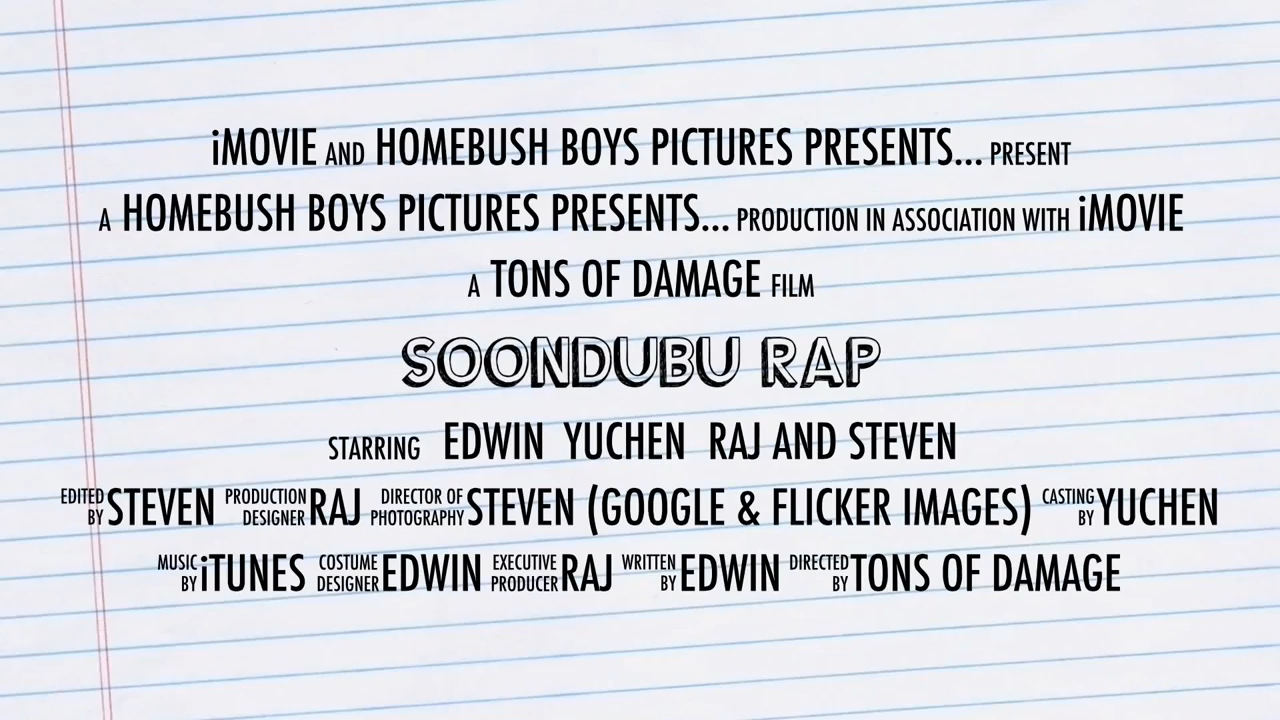 iMOVIE AND HOMEBUSH BOYS PICTURES PRESENTS... PRESENT
A HOMEBUSH BOYS PICTURES PRESENTS... PRODUCTION IN ASSOCIATION WITH iMOVIE
A TONS OF DAMAGE FILM
SOONDUBU RAP
STARRING EDWIN YUCHEN RAJ AND STEVEN
EDITED BY STEVEN PRODUCTION DESIGNER RAJ DIRECTOR OF PHOTOGRAPHY STEVEN (GOOGLE & FLICKER IMAGES) CASTING BY YUCHEN
MUSIC BY iTUNES COSTUME DESIGNER EDWIN EXECUTIVE PRODUCER RAJ WRITTEN BY EDWIN DIRECTED BY TONS OF DAMAGE